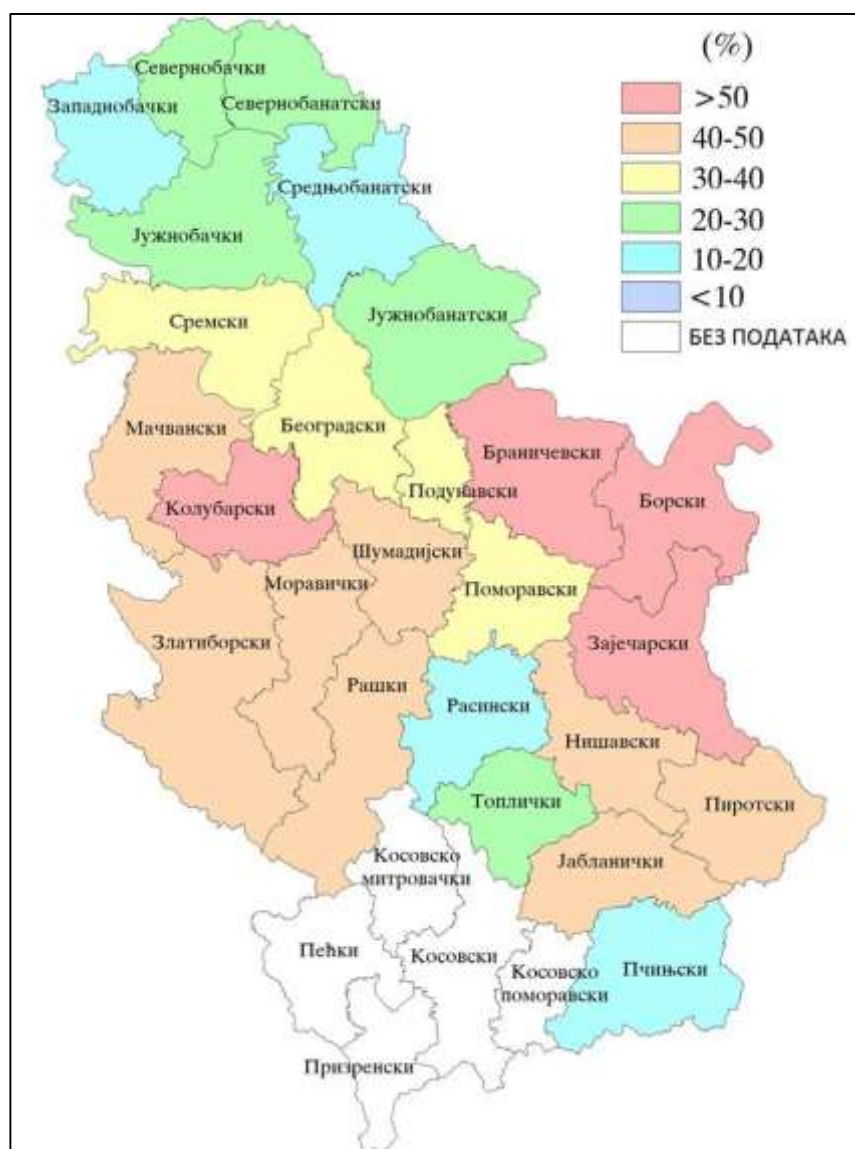 (%)
>50
40-50
30-40
20-30
10-20
<10
БЕЗ ПОДАТАКА
Севернобачки
Западнобачки
Севернобанатски
Средњобанатски
Јужнобачки
Јужнобанатски
Сремски
Мачвански
Београдски
Браничевски
Подунавски
Борски
Колубарски
Шумадијски
Моравички
Поморавски
Златиборски
Зајечарски
Рашки
Расински
Нишавски
Топлички
Пиротски
Косовско
митровачки
Јабланички
Пећки
Косовски
Косовско
поморавски
Пчињски
Призренски